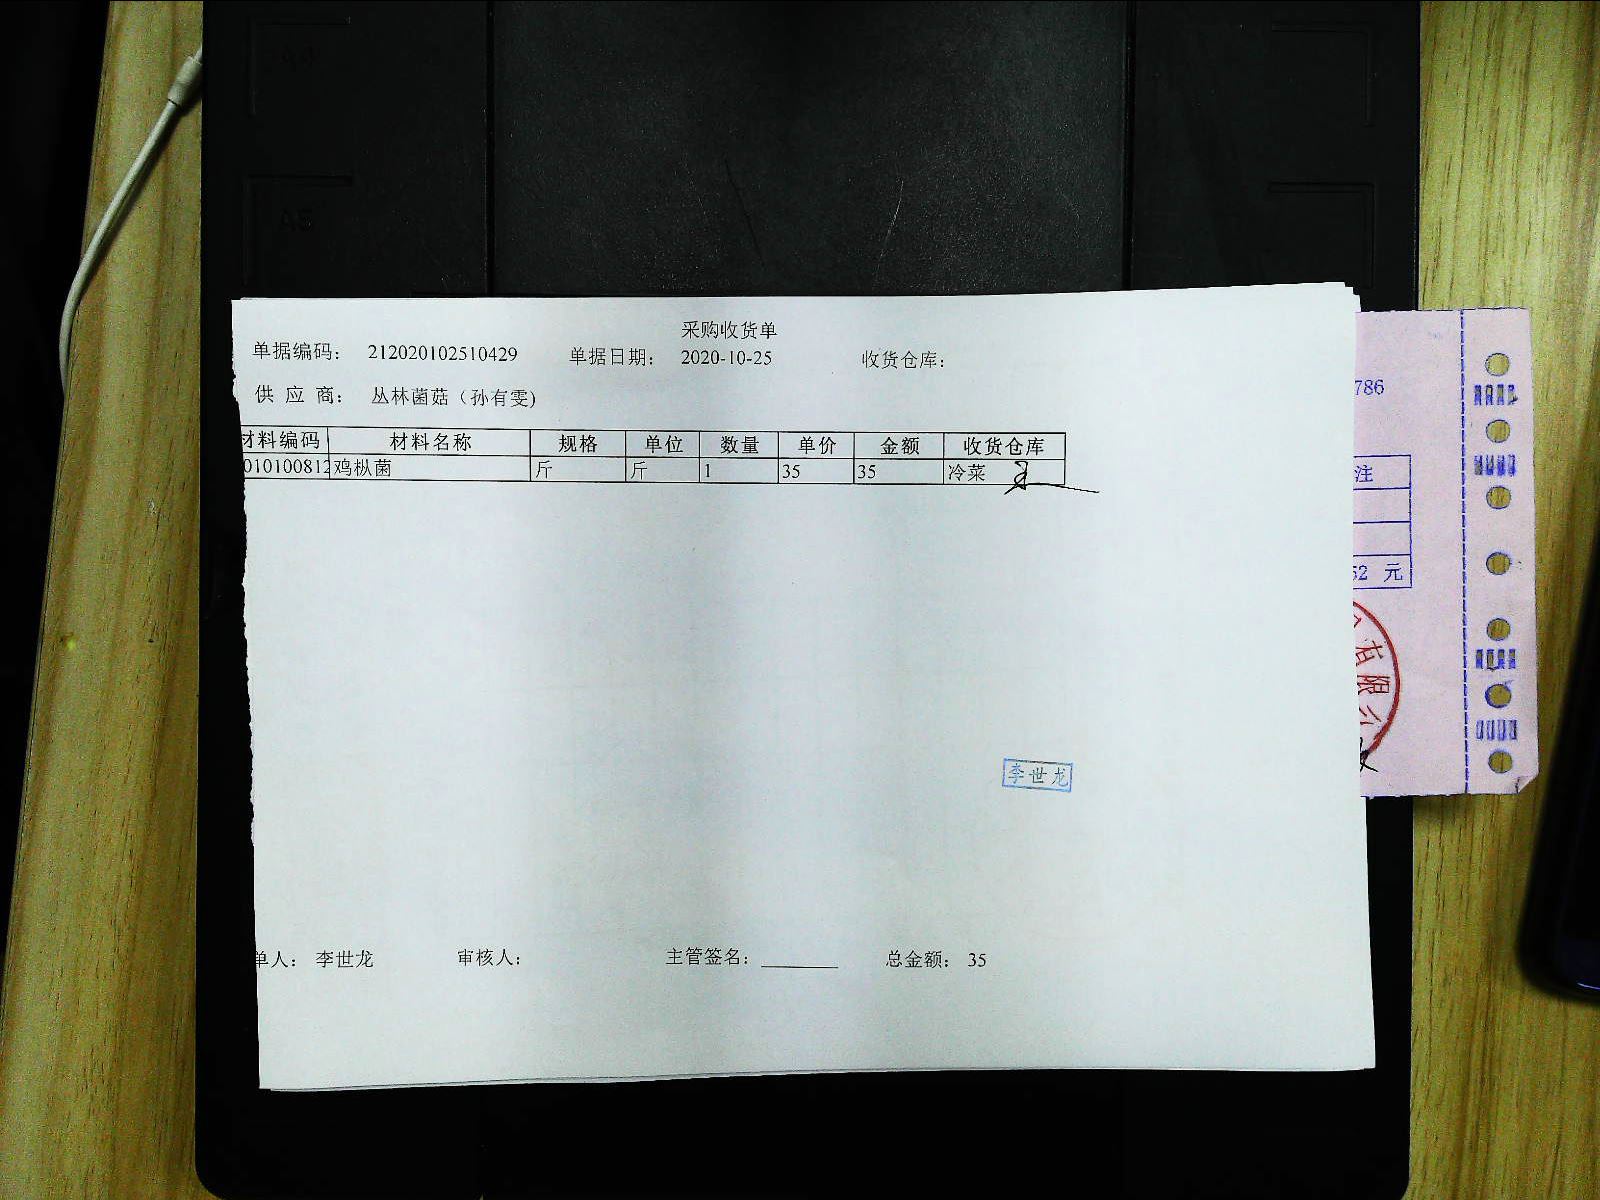 采购收货单
单据编码： 212020102510429 单据日期： 2020-10-25 收货仓库：
供 应 商： 丛林菌菇（孙有雯）
材料编码 材料名称 规格 单位 数量 单价 金额 收货仓库
010100812 鸡枞菌 斤 斤 1 35 35 冷菜
李世龙
单人： 李世龙 审核人： 主管签名： 总金额： 35
786
注
52 元
有限公